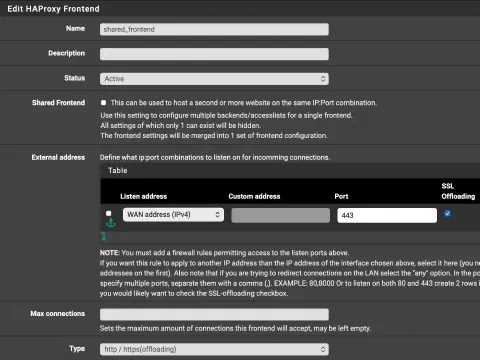 Edit HAProxy Frontend
Name
shared_frontend
Description
Status
Active
Shared Frontend
This can be used to host a second or more website on the same IP:Port combination.
Use this setting to configure multiple backends/accesslists for a single frontend.
All settings of which only 1 can exist will be hidden.
The frontend settings will be merged into 1 set of frontend configuration.
External address
Define what ip:port combinations to listen on for incomming connections.
Table
Listen address
Custom address
Port
SSL
Offloading
WAN address (IPv4)
443
NOTE: You must add a firewall rules permitting access to the listen ports above.
If you want this rule to apply to another IP address than the IP address of the interface chosen above, select it here (you ne
addresses on the first). Also note that if you are trying to redirect connections on the LAN select the "any" option. In the po
specify multiple ports, separate them with a comma (,). EXAMPLE: 80,8000 Or to listen on both 80 and 443 create 2 rows i
you would likely want to check the SSL-offloading checkbox.
Max connections
Sets the maximum amount of connections this frontend will accept, may be left empty.
Type
http / https(offloading)